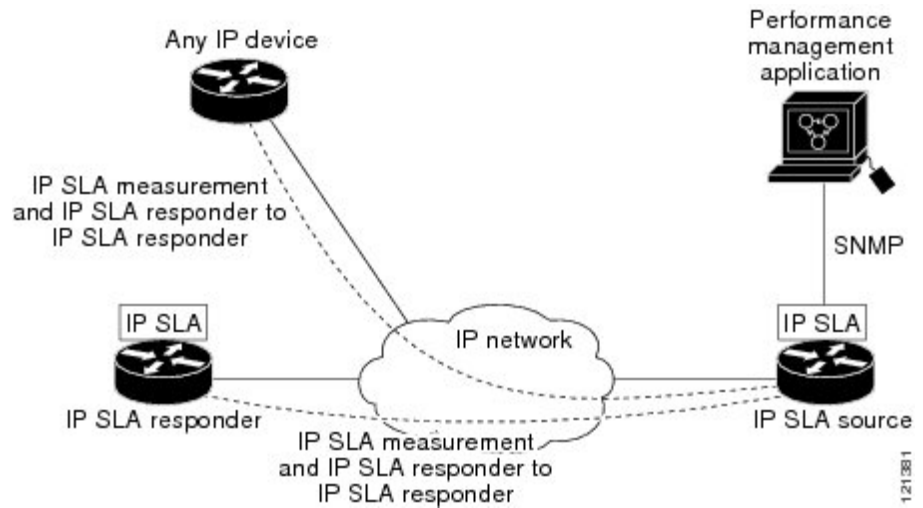 Any IP device
Performance
management
application
IP SLA measurement
and IP SLA responder to
IP SLA responder
SNMP
IP SLA
IP network
IP SLA
IP SLA responder
IP SLA source
IP SLA measurement
and IP SLA responder to
IP SLA responder
121381